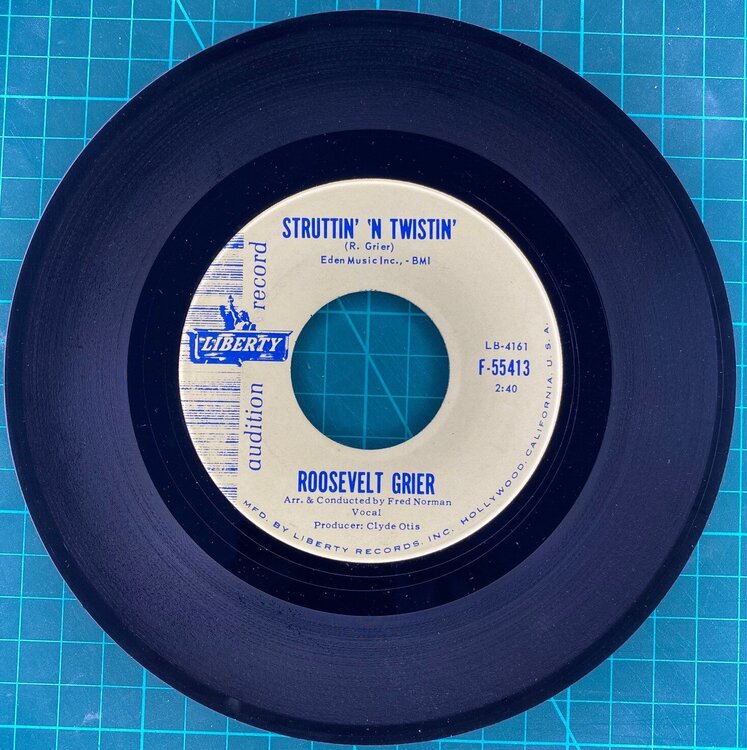 STRUTTIN' 'N TWISTIN'
(R. Grier)
Eden Music Inc., - BMI
audition record
LIBERTY
LB-4161
F-55413
2:40
ROOSEVELT GRIER
Arr. & Conducted by Fred Norman
Vocal
Producer: Clyde Otis
MFD. BY LIBERTY RECORDS, INC. HOLLYWOOD, CALIFORNIA, U.S.A.